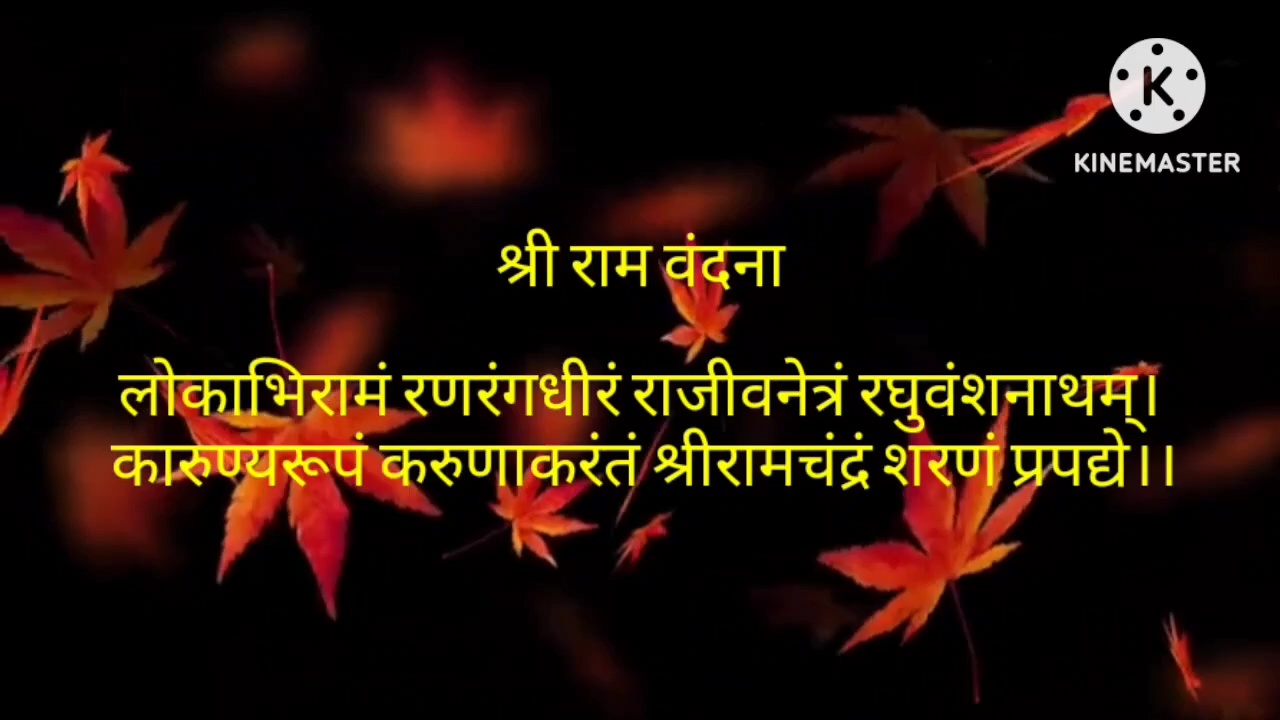 KINEMASTER
श्री राम वंदना
लोकाभिरामं रणरंगधीरं राजीवनेत्रं रघुवंशनाथम्।
कारुण्यरूपं करुणाकरंतं श्रीरामचंद्रं शरणं प्रपद्ये।।